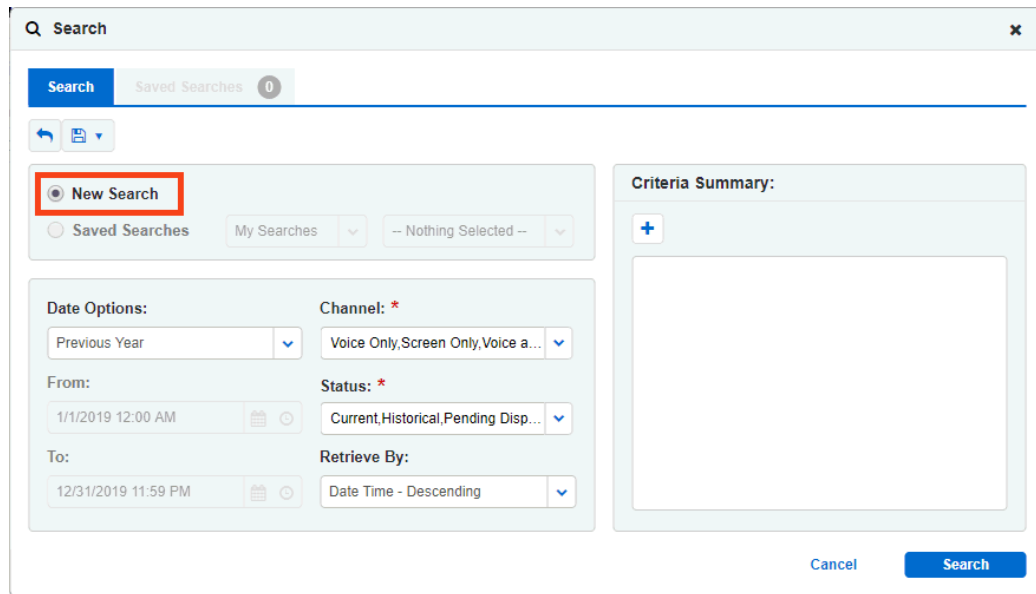 Search
Search
Saved Searches 0
New Search
Saved Searches My Searches -- Nothing Selected --
Date Options:
Channel: *
Previous Year
Voice Only,Screen Only,Voice a...
From:
Status: *
1/1/2019 12:00 AM
Current,Historical,Pending Disp...
To:
Retrieve By:
12/31/2019 11:59 PM
Date Time - Descending
Criteria Summary:
Cancel
Search